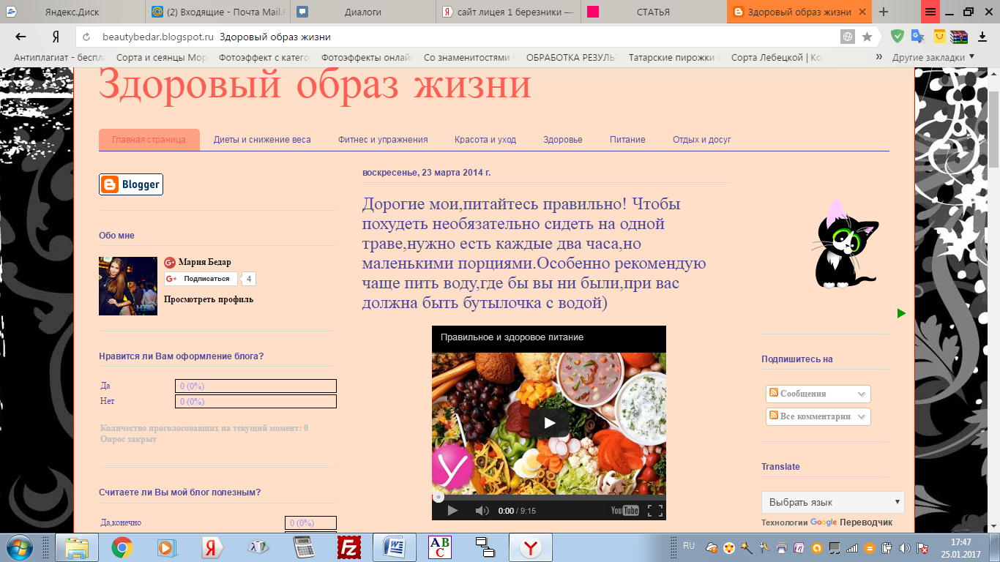 Яндекс.Диск
(2) Входящие - Почта Mail.
Диалоги
сайт лицея 1 березники —
СТАТЬЯ
Здоровый образ жизни
beautybedar.blogspot.ru Здоровый образ жизни
Антиплагиат - беспла
Сорта и сеянцы Мор
Фотоэффект с катего
Фотоэффекты онлайн
Со знаменитостями
ОБРАБОТКА РЕЗУЛЬТ
Татарские пирожки с
Сорта Лебецкой | Ко
» Другие закладки
Здоровый образ жизни
Главная страница
Диеты и снижение веса
Фитнес и упражнения
Красота и уход
Здоровье
Питание
Отдых и досуг
Blogger
Обо мне
Мария Бедар
Подписаться 4
Просмотреть профиль
Нравится ли Вам оформление блога?
Да 0 (0%)
Нет 0 (0%)
Количество проголосовавших на текущий момент: 0
Опрос закрыт
Считаете ли Вы мой блог полезным?
Да,конечно 0 (0%)
воскресенье, 23 марта 2014 г.
Дорогие мои,питайтесь правильно! Чтобы
похудеть необязательно сидеть на одной
траве,нужно есть каждые два часа,но
маленькими порциями.Особенно рекомендую
чаще пить воду,где бы вы ни были,при вас
должна быть бутылочка с водой)
Правильное и здоровое питание
0:00 / 9:15
YouTube
Подпишитесь на
Сообщения
Все комментарии
Translate
Выбрать язык
Технологии Google Переводчик
RU
17:47
25.01.2017